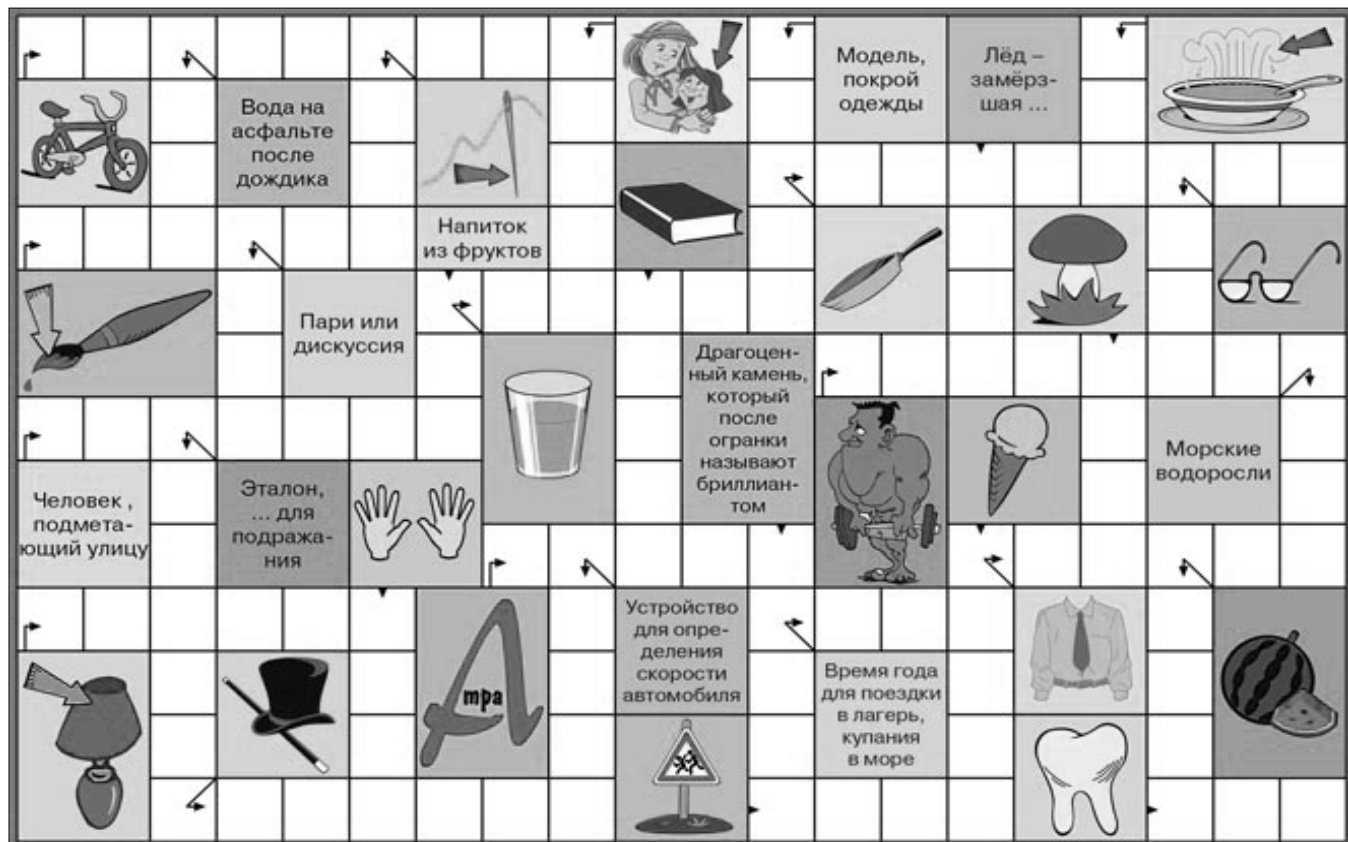 Модель,
покрой
одежды
Лёд –
замёрз-
шая ...
Вода на
асфальте
после
дождика
Напиток
из фруктов
Пари или
дискуссия
Драгоцен-
ный камень,
который
после
огранки
называют
бриллиан-
том
Морские
водоросли
Человек ,
подмета-
ющий улицу
Эталон,
... для
подража-
ния
Устройство
для опре-
деления
скорости
автомобиля
мра
Время года
для поездки
в лагерь,
купания
в море